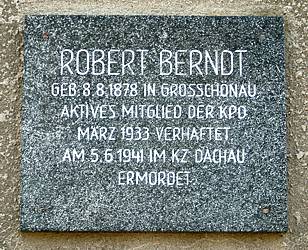 ROBERT BERNDT
GEB. 8.8.1878 IN GROSSCHÖNAU
AKTIVES MITGLIED DER KPD
MÄRZ 1933 VERHAFTET
AM 5.6.1941 IM KZ DACHAU
ERMORDET